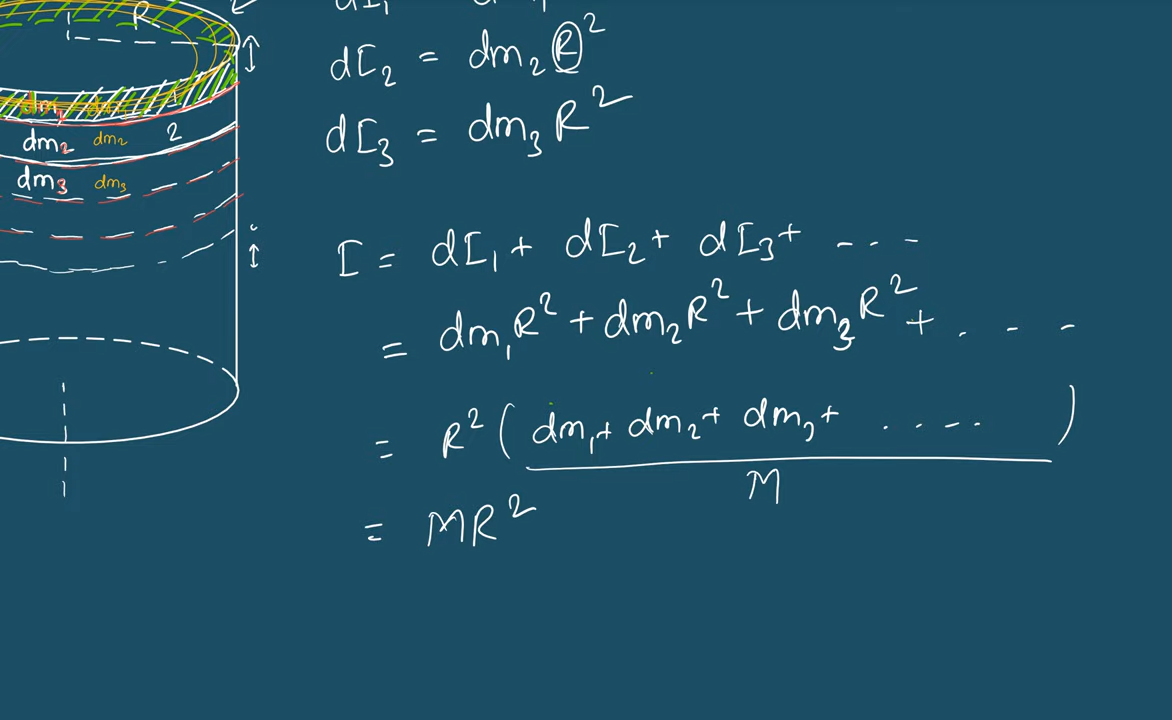 R
dI₂ = dm₂R²
dI₃ = dm₃R²
dm₂ dm₂ 2
dm₃ dm₃
I = dI₁ + dI₂ + dI₃ + ----
= dm₁R² + dm₂R² + dm₃R² + . - - -
= R² ( dm₁ + dm₂ + dm₃ + . . . - - )
M
= MR²